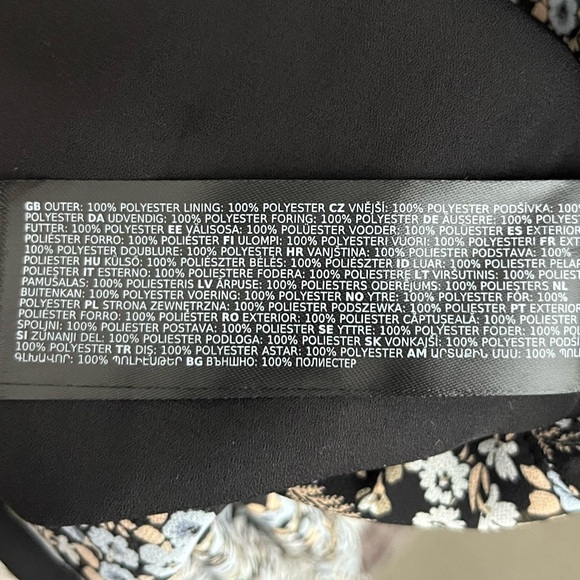 GB OUTER: 100% POLYESTER LINING: 100% POLYESTER CZ VNĚJŠÍ: 100% POLYESTER PODŠÍVKA: 100%
POLYESTER DA UDVENDIG: 100% POLYESTER FORING: 100% POLYESTER DE ÄUSSERE: 100% POLYESTER
FUTTER: 100% POLYESTER EE VÄLISOSA: 100% POLÜESTER VOODER: 100% POLÜESTER ES EXTERIOR:
POLIÉSTER FORRO: 100% POLIÉSTER FI ULOMPI: 100% POLYESTERI VUORI: 100% POLYESTERI FR EXT
100% POLYESTER DOUBLURE: 100% POLYESTER HR VANJŠTINA: 100% POLIESTER PODSTAVA: 100%
POLIESTER HU KÜLSŐ: 100% POLIÉSZTER BÉLÉS: 100% POLIÉSZTER ID LUAR: 100% POLIESTER PELAP
POLIESTER IT ESTERNO: 100% POLIESTERE FODERA: 100% POLIESTERE LT VIRŠUTINIS: 100% POLIESTER
PAMUŠALAS: 100% POLIESTERIS LV ĀRPUSE: 100% POLIESTERS ODERĒJUMS: 100% POLIESTERS NL
BUITENKAN: 100% POLYESTER VOERING: 100% POLYESTER NO YTRE: 100% POLYESTER FÔR: 100%
POLYESTER PL STRONA ZEWNĘTRZNA: 100% POLIESTER PODSZEWKA: 100% POLIESTER PT EXTERIOR:
POLIÉSTER FORRO: 100% POLIÉSTER RO EXTERIOR: 100% POLIESTER CĂPTUȘEALĂ: 100% POLIESTER
SPOLJNI: 100% POLIESTER POSTAVA: 100% POLIESTER SE YTTRE: 100% POLYESTER FODER: 100%
SI ZUNANJI DEL: 100% POLIESTER PODLOGA: 100% POLIESTER SK VONKAJŠÍ: 100% POLYESTER PODŠÍ
100% POLYESTER TR DIŞ: 100% POLYESTER ASTAR: 100% POLYESTER AM ԱՐՏԱՔԻՆ ՄԱՍ: 100%
ԳԼԽԱՎՈՐ: 100% ՊՈԼԻԷՍԹԵՐ BG ВЪНШНО: 100% ПОЛИЕСТЕР